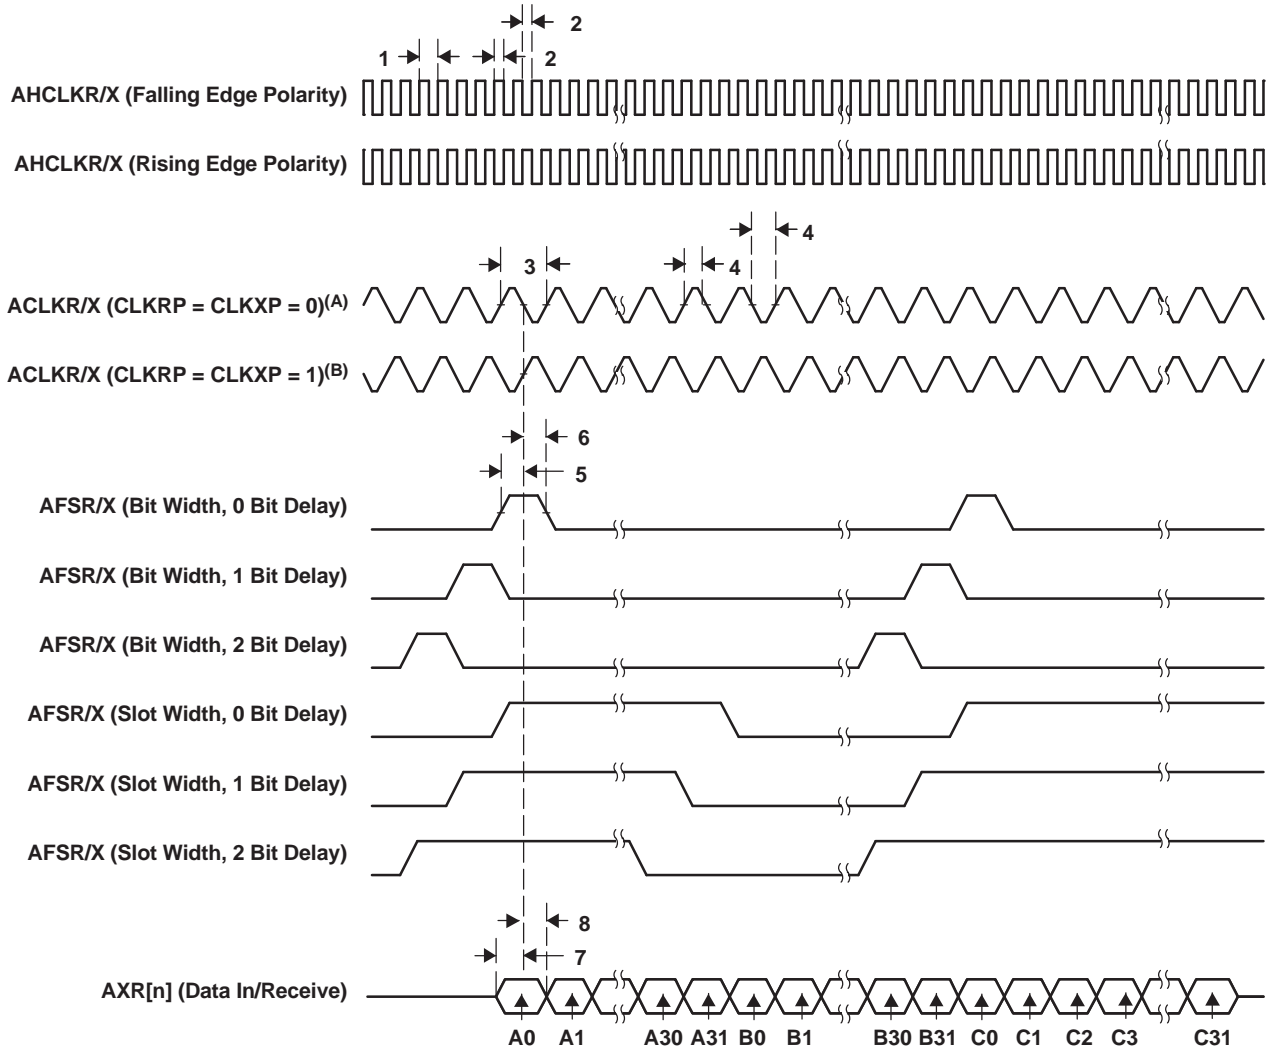 2
1
2
AHCLKR/X (Falling Edge Polarity)
AHCLKR/X (Rising Edge Polarity)
4
3
4
ACLKR/X (CLKRP = CLKXP = 0)(A)
ACLKR/X (CLKRP = CLKXP = 1)(B)
6
5
AFSR/X (Bit Width, 0 Bit Delay)
AFSR/X (Bit Width, 1 Bit Delay)
AFSR/X (Bit Width, 2 Bit Delay)
AFSR/X (Slot Width, 0 Bit Delay)
AFSR/X (Slot Width, 1 Bit Delay)
AFSR/X (Slot Width, 2 Bit Delay)
8
7
AXR[n] (Data In/Receive)
A0 A1 A30 A31 B0 B1 B30 B31 C0 C1 C2 C3 C31